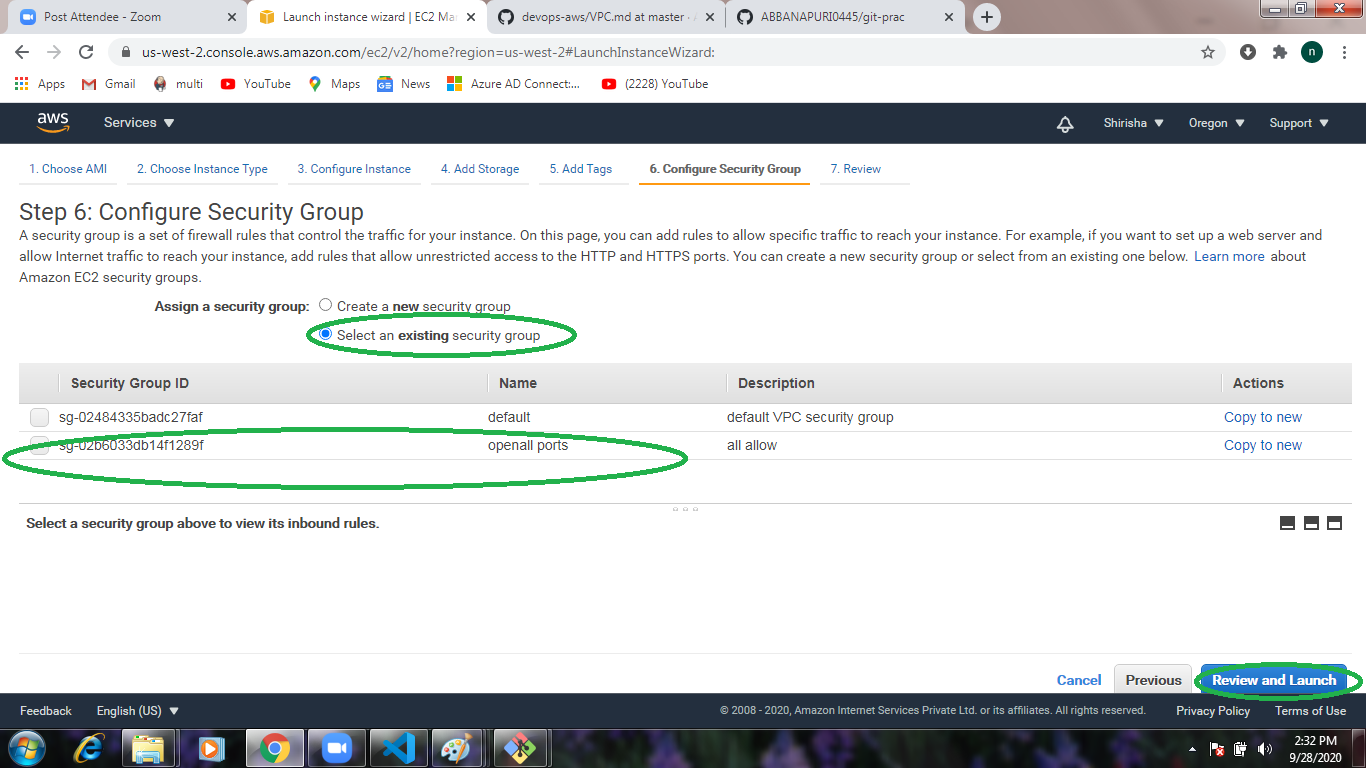 Post Attendee - Zoom
Launch instance wizard | EC2 Ma
devops-aws/VPC.md at master ·
ABBANAPURI0445/git-prac
us-west-2.console.aws.amazon.com/ec2/v2/home?region=us-west-2#LaunchInstanceWizard:
n
Apps
Gmail
multi
YouTube
Maps
News
Azure AD Connect:...
(2228) YouTube
aws
Services
Shirisha
Oregon
Support
1. Choose AMI
2. Choose Instance Type
3. Configure Instance
4. Add Storage
5. Add Tags
6. Configure Security Group
7. Review
Step 6: Configure Security Group
A security group is a set of firewall rules that control the traffic for your instance. On this page, you can add rules to allow specific traffic to reach your instance. For example, if you want to set up a web server and
allow Internet traffic to reach your instance, add rules that allow unrestricted access to the HTTP and HTTPS ports. You can create a new security group or select from an existing one below. Learn more about
Amazon EC2 security groups.
Assign a security group:
Create a new security group
Select an existing security group
Security Group ID
Name
Description
Actions
sg-02484335badc27faf
default
default VPC security group
Copy to new
sg-02b6033db14f1289f
openall ports
all allow
Copy to new
Select a security group above to view its inbound rules.
Cancel
Previous
Review and Launch
Feedback
English (US)
© 2008 - 2020, Amazon Internet Services Private Ltd. or its affiliates. All rights reserved.
Privacy Policy
Terms of Use
2:32 PM
9/28/2020